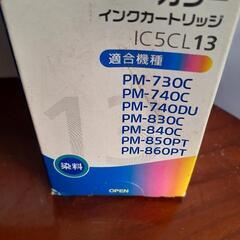 カラー
インクカートリッジ
IC5CL13
適合機種
PM-730C
PM-740C
PM-740DU
PM-830C
PM-840C
PM-850PT
PM-860PT
染料
OPEN